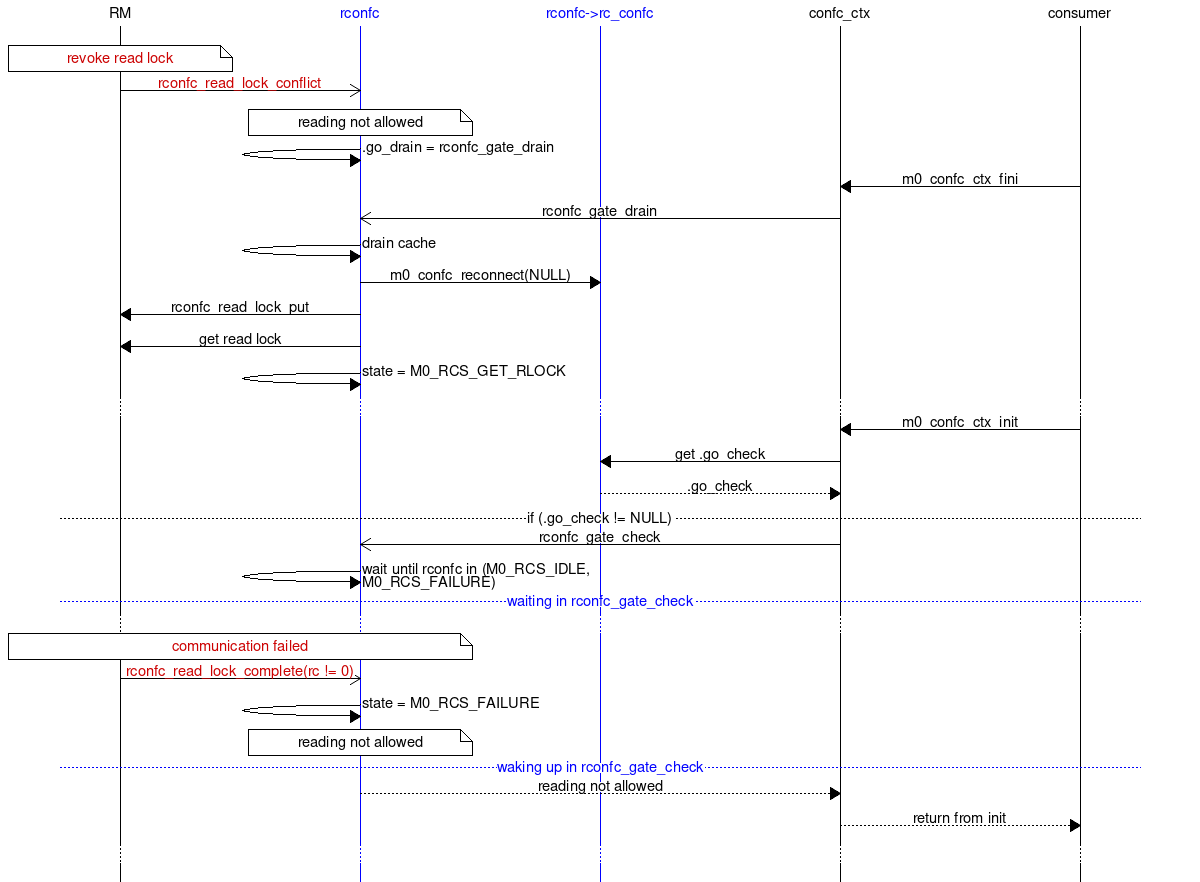 RM
rconfc
rconfc->rc_confc
confc_ctx
consumer
revoke read lock
rconfc_read_lock_conflict
reading not allowed
.go_drain = rconfc_gate_drain
m0_confc_ctx_fini
rconfc_gate_drain
drain cache
m0_confc_reconnect(NULL)
rconfc_read_lock_put
get read lock
state = M0_RCS_GET_RLOCK
m0_confc_ctx_init
get .go_check
.go_check
if (.go_check != NULL)
rconfc_gate_check
wait until rconfc in (M0_RCS_IDLE,
M0_RCS_FAILURE)
waiting in rconfc_gate_check
communication failed
rconfc_read_lock_complete(rc != 0)
state = M0_RCS_FAILURE
reading not allowed
waking up in rconfc_gate_check
reading not allowed
return from init